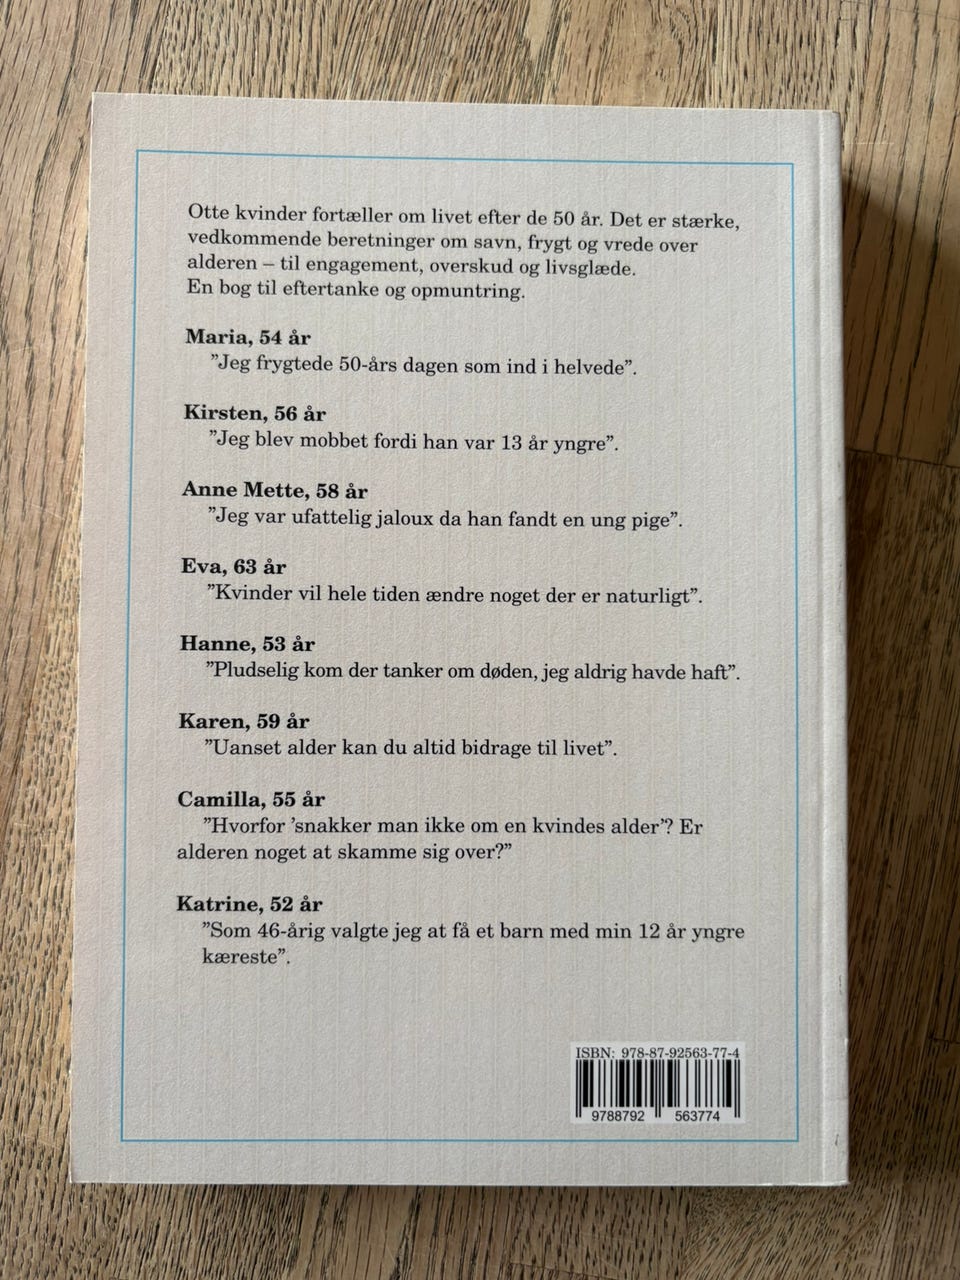 Otte kvinder fortæller om livet efter de 50 år. Det er stærke,
vedkommende beretninger om savn, frygt og vrede over
alderen – til engagement, overskud og livsglæde.
En bog til eftertanke og opmuntring.
Maria, 54 år
”Jeg frygtede 50-års dagen som ind i helvede”.
Kirsten, 56 år
”Jeg blev mobbet fordi han var 13 år yngre”.
Anne Mette, 58 år
”Jeg var ufattelig jaloux da han fandt en ung pige”.
Eva, 63 år
”Kvinder vil hele tiden ændre noget der er naturligt”.
Hanne, 53 år
”Pludselig kom der tanker om døden, jeg aldrig havde haft”.
Karen, 59 år
”Uanset alder kan du altid bidrage til livet”.
Camilla, 55 år
”Hvorfor ’snakker man ikke om en kvindes alder’? Er
alderen noget at skamme sig over?”
Katrine, 52 år
”Som 46-årig valgte jeg at få et barn med min 12 år yngre
kæreste”.
ISBN: 978-87-92563-77-4
9788792 563774